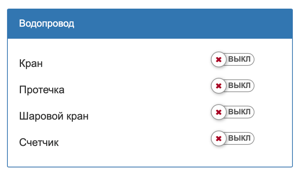 Водопровод
Кран ВЫКЛ
Протечка ВЫКЛ
Шаровой кран ВЫКЛ
Счетчик ВЫКЛ